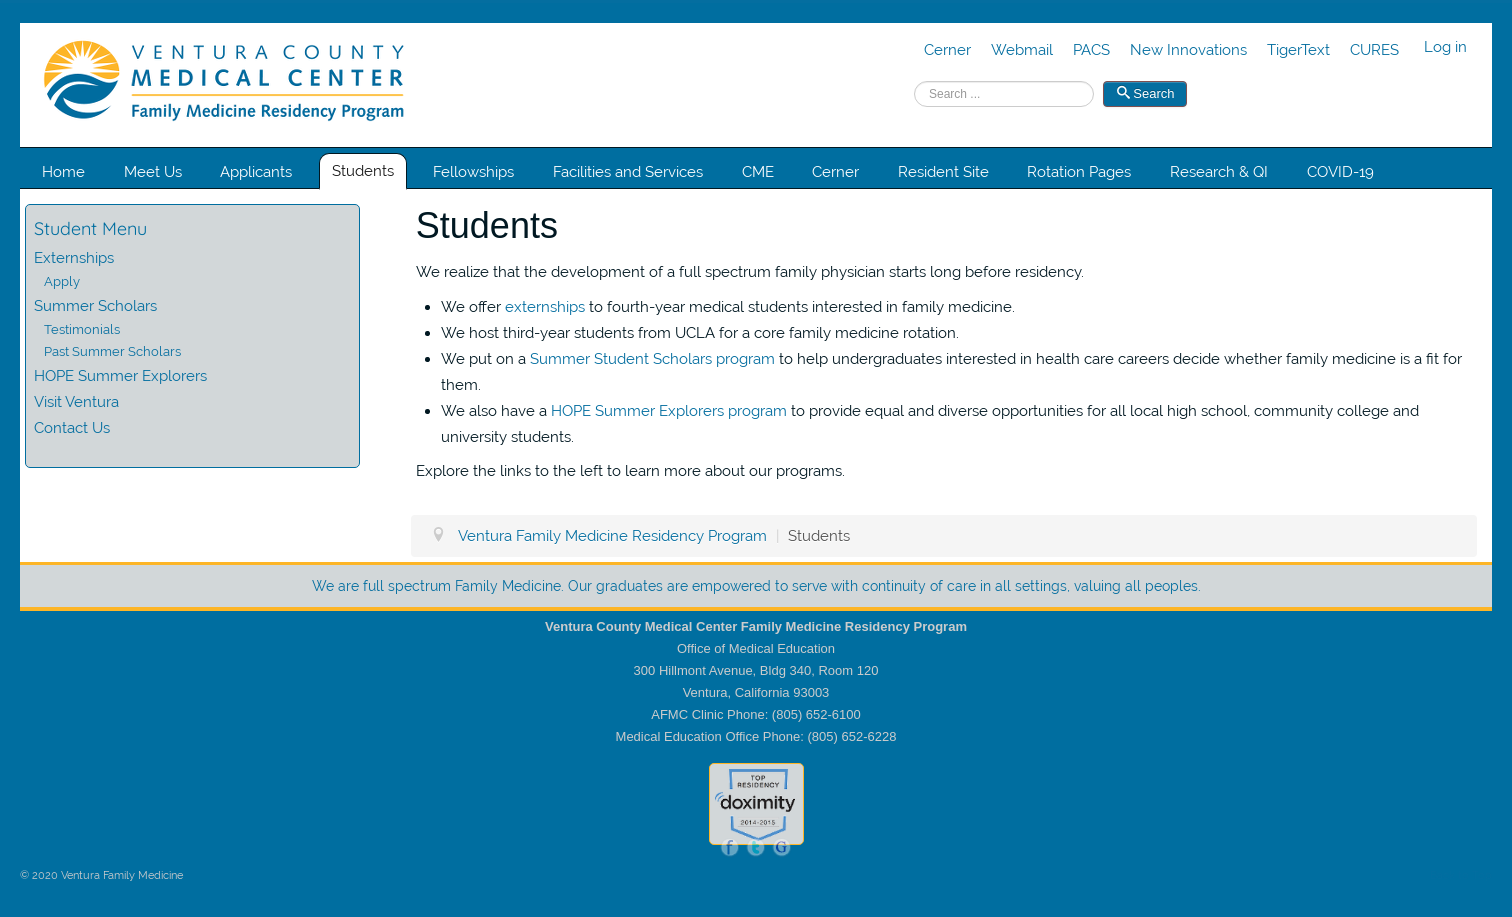 VENTURA COUNTY
MEDICAL CENTER
Family Medicine Residency Program
Cerner Webmail PACS New Innovations TigerText CURES Log in
Search ... Search
Home Meet Us Applicants Students Fellowships Facilities and Services CME Cerner Resident Site Rotation Pages Research & QI COVID-19
Student Menu
Externships
Apply
Summer Scholars
Testimonials
Past Summer Scholars
HOPE Summer Explorers
Visit Ventura
Contact Us
Students
We realize that the development of a full spectrum family physician starts long before residency.
• We offer externships to fourth-year medical students interested in family medicine.
• We host third-year students from UCLA for a core family medicine rotation.
• We put on a Summer Student Scholars program to help undergraduates interested in health care careers decide whether family medicine is a fit for
them.
• We also have a HOPE Summer Explorers program to provide equal and diverse opportunities for all local high school, community college and
university students.
Explore the links to the left to learn more about our programs.
Ventura Family Medicine Residency Program | Students
We are full spectrum Family Medicine. Our graduates are empowered to serve with continuity of care in all settings, valuing all peoples.
Ventura County Medical Center Family Medicine Residency Program
Office of Medical Education
300 Hillmont Avenue, Bldg 340, Room 120
Ventura, California 93003
AFMC Clinic Phone: (805) 652-6100
Medical Education Office Phone: (805) 652-6228
TOP
RESIDENCY
doximity
2014-2015
f t G
© 2020 Ventura Family Medicine